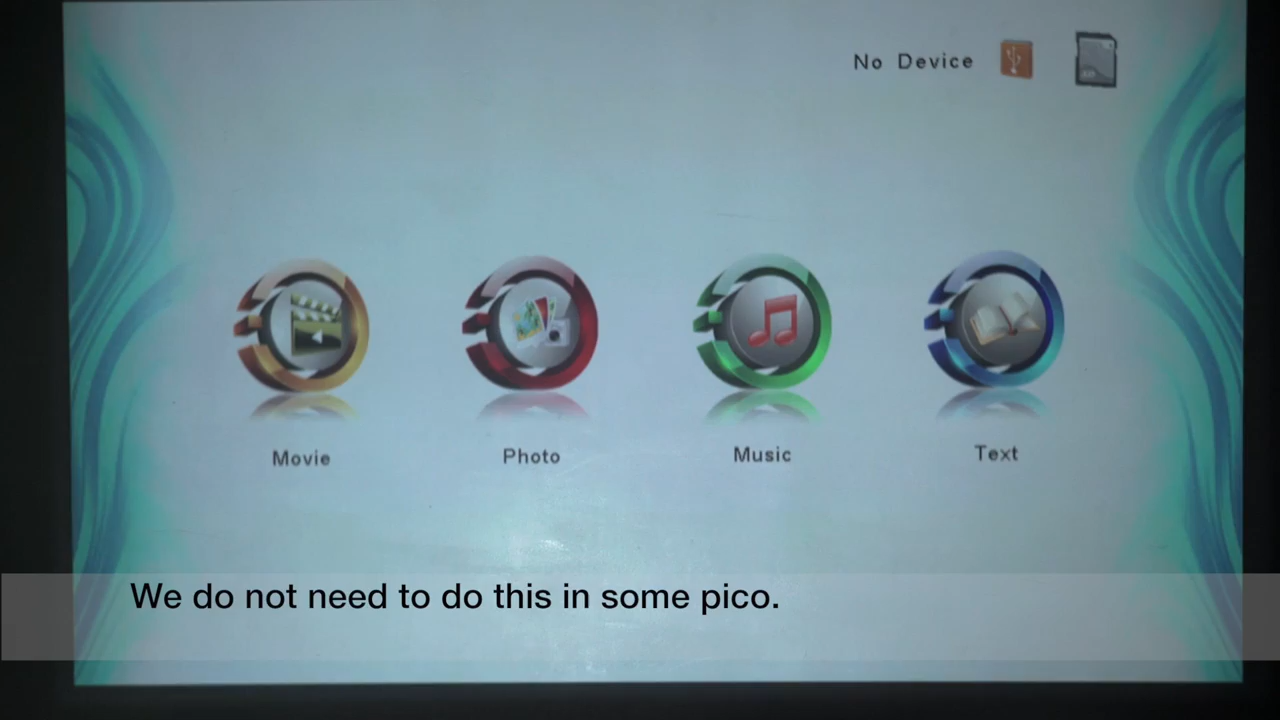 No Device
Movie
Photo
Music
Text
We do not need to do this in some pico.